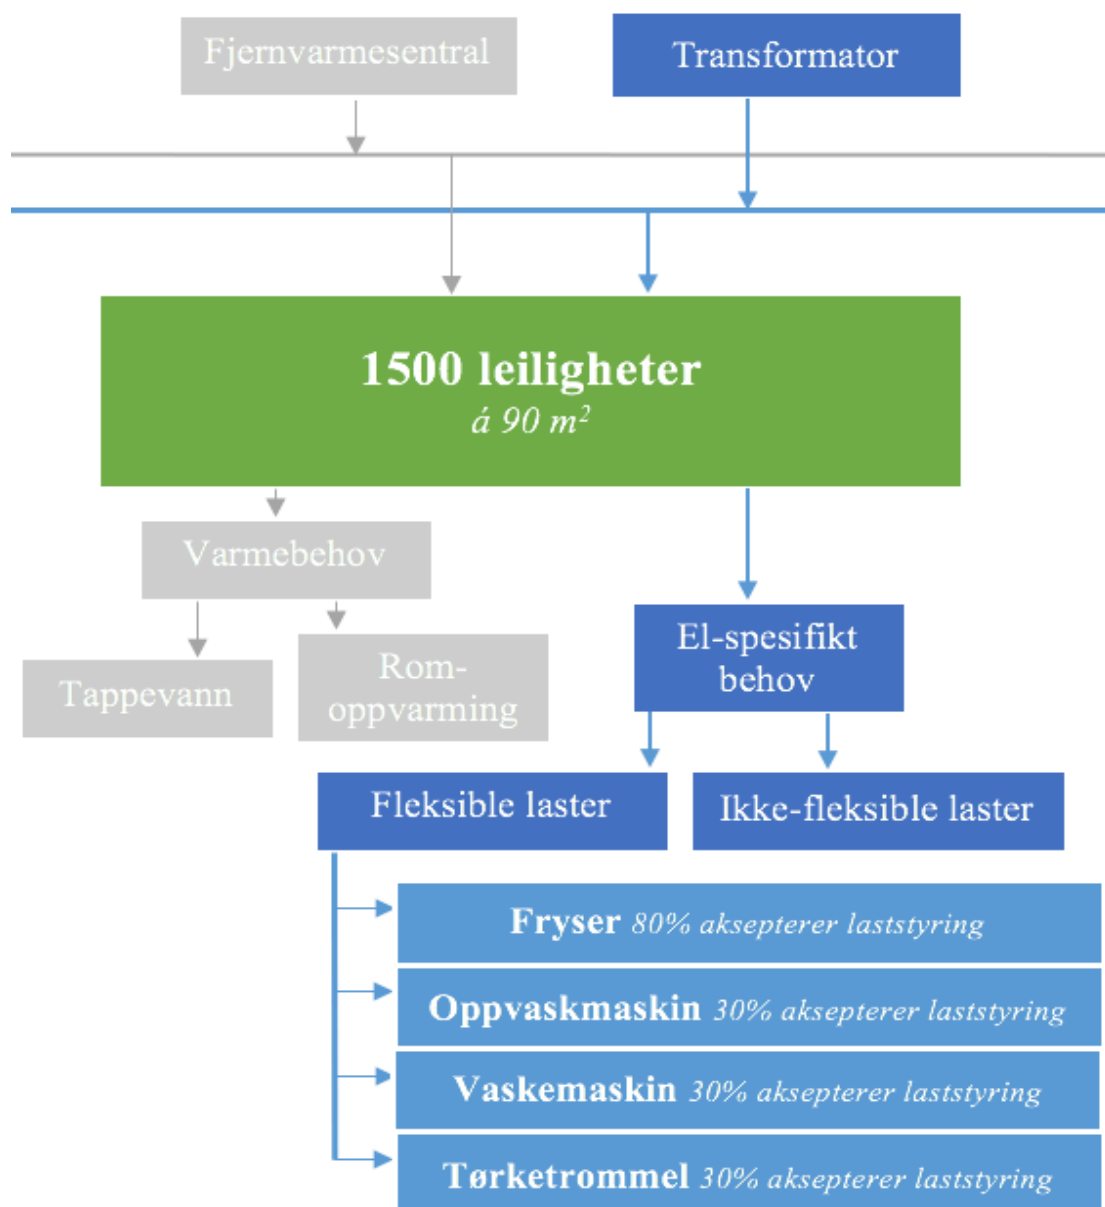 Fjernvarmesentral
Transformator
1500 leiligheter
á 90 m²
Varmebehov
El-spesifikt
behov
Tappevann
Rom-
oppvarming
Fleksible laster
Ikke-fleksible laster
Fryser 80% aksepterer laststyring
Oppvaskmaskin 30% aksepterer laststyring
Vaskemaskin 30% aksepterer laststyring
Tørketrommel 30% aksepterer laststyring